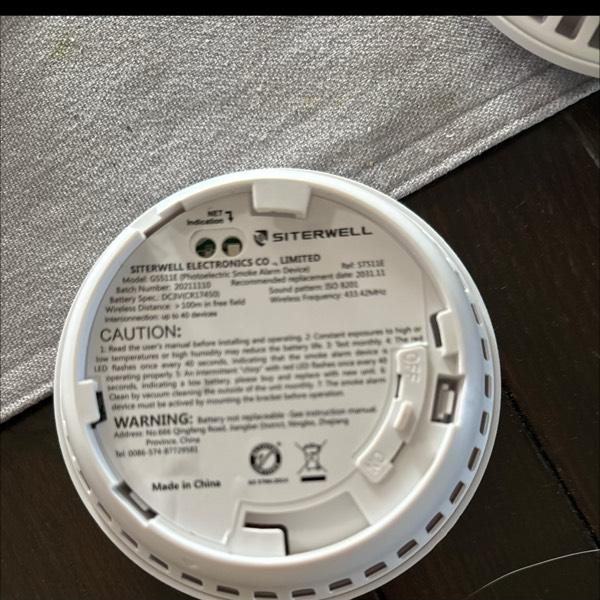 NET
Indication
SITERWELL
SITERWELL ELECTRONICS CO ., LIMITED
Model: GS511E (Photoelectric Smoke Alarm Device) Ref: ST511E
Batch Number: 20211110 Recommended replacement date: 2031.11
Battery Spec.: DC3V(CR17450) Sound pattern: ISO 8201
Wireless Distance: >100m in free field Wireless Frequency: 433.42MHz
Interconnection: up to 40 devices
CAUTION:
1: Read the user's manual before installing and operating. 2: Constant exposures to high or
low temperatures or high humidity may reduce the battery life. 3: Test monthly. 4: The red
LED flashes once every 40 seconds, indicating that the smoke alarm device is
operating properly. 5: An intermittent "chirp" with red LED flashes once every 40
seconds, indicating a low battery, please buy and replace with new unit. 6:
Clean by vacuum cleaning the outside of the unit monthly. 7: The smoke alarm
device must be actived by mounting the bracket before operation.
OFF
WARNING: Battery not replaceable -See instruction manual.
Address: No.666 Qingfeng Road, Jiangbei District, Ningbo, Zhejiang
Province, China
Tel: 0086-574-87729581
ON
Made in China